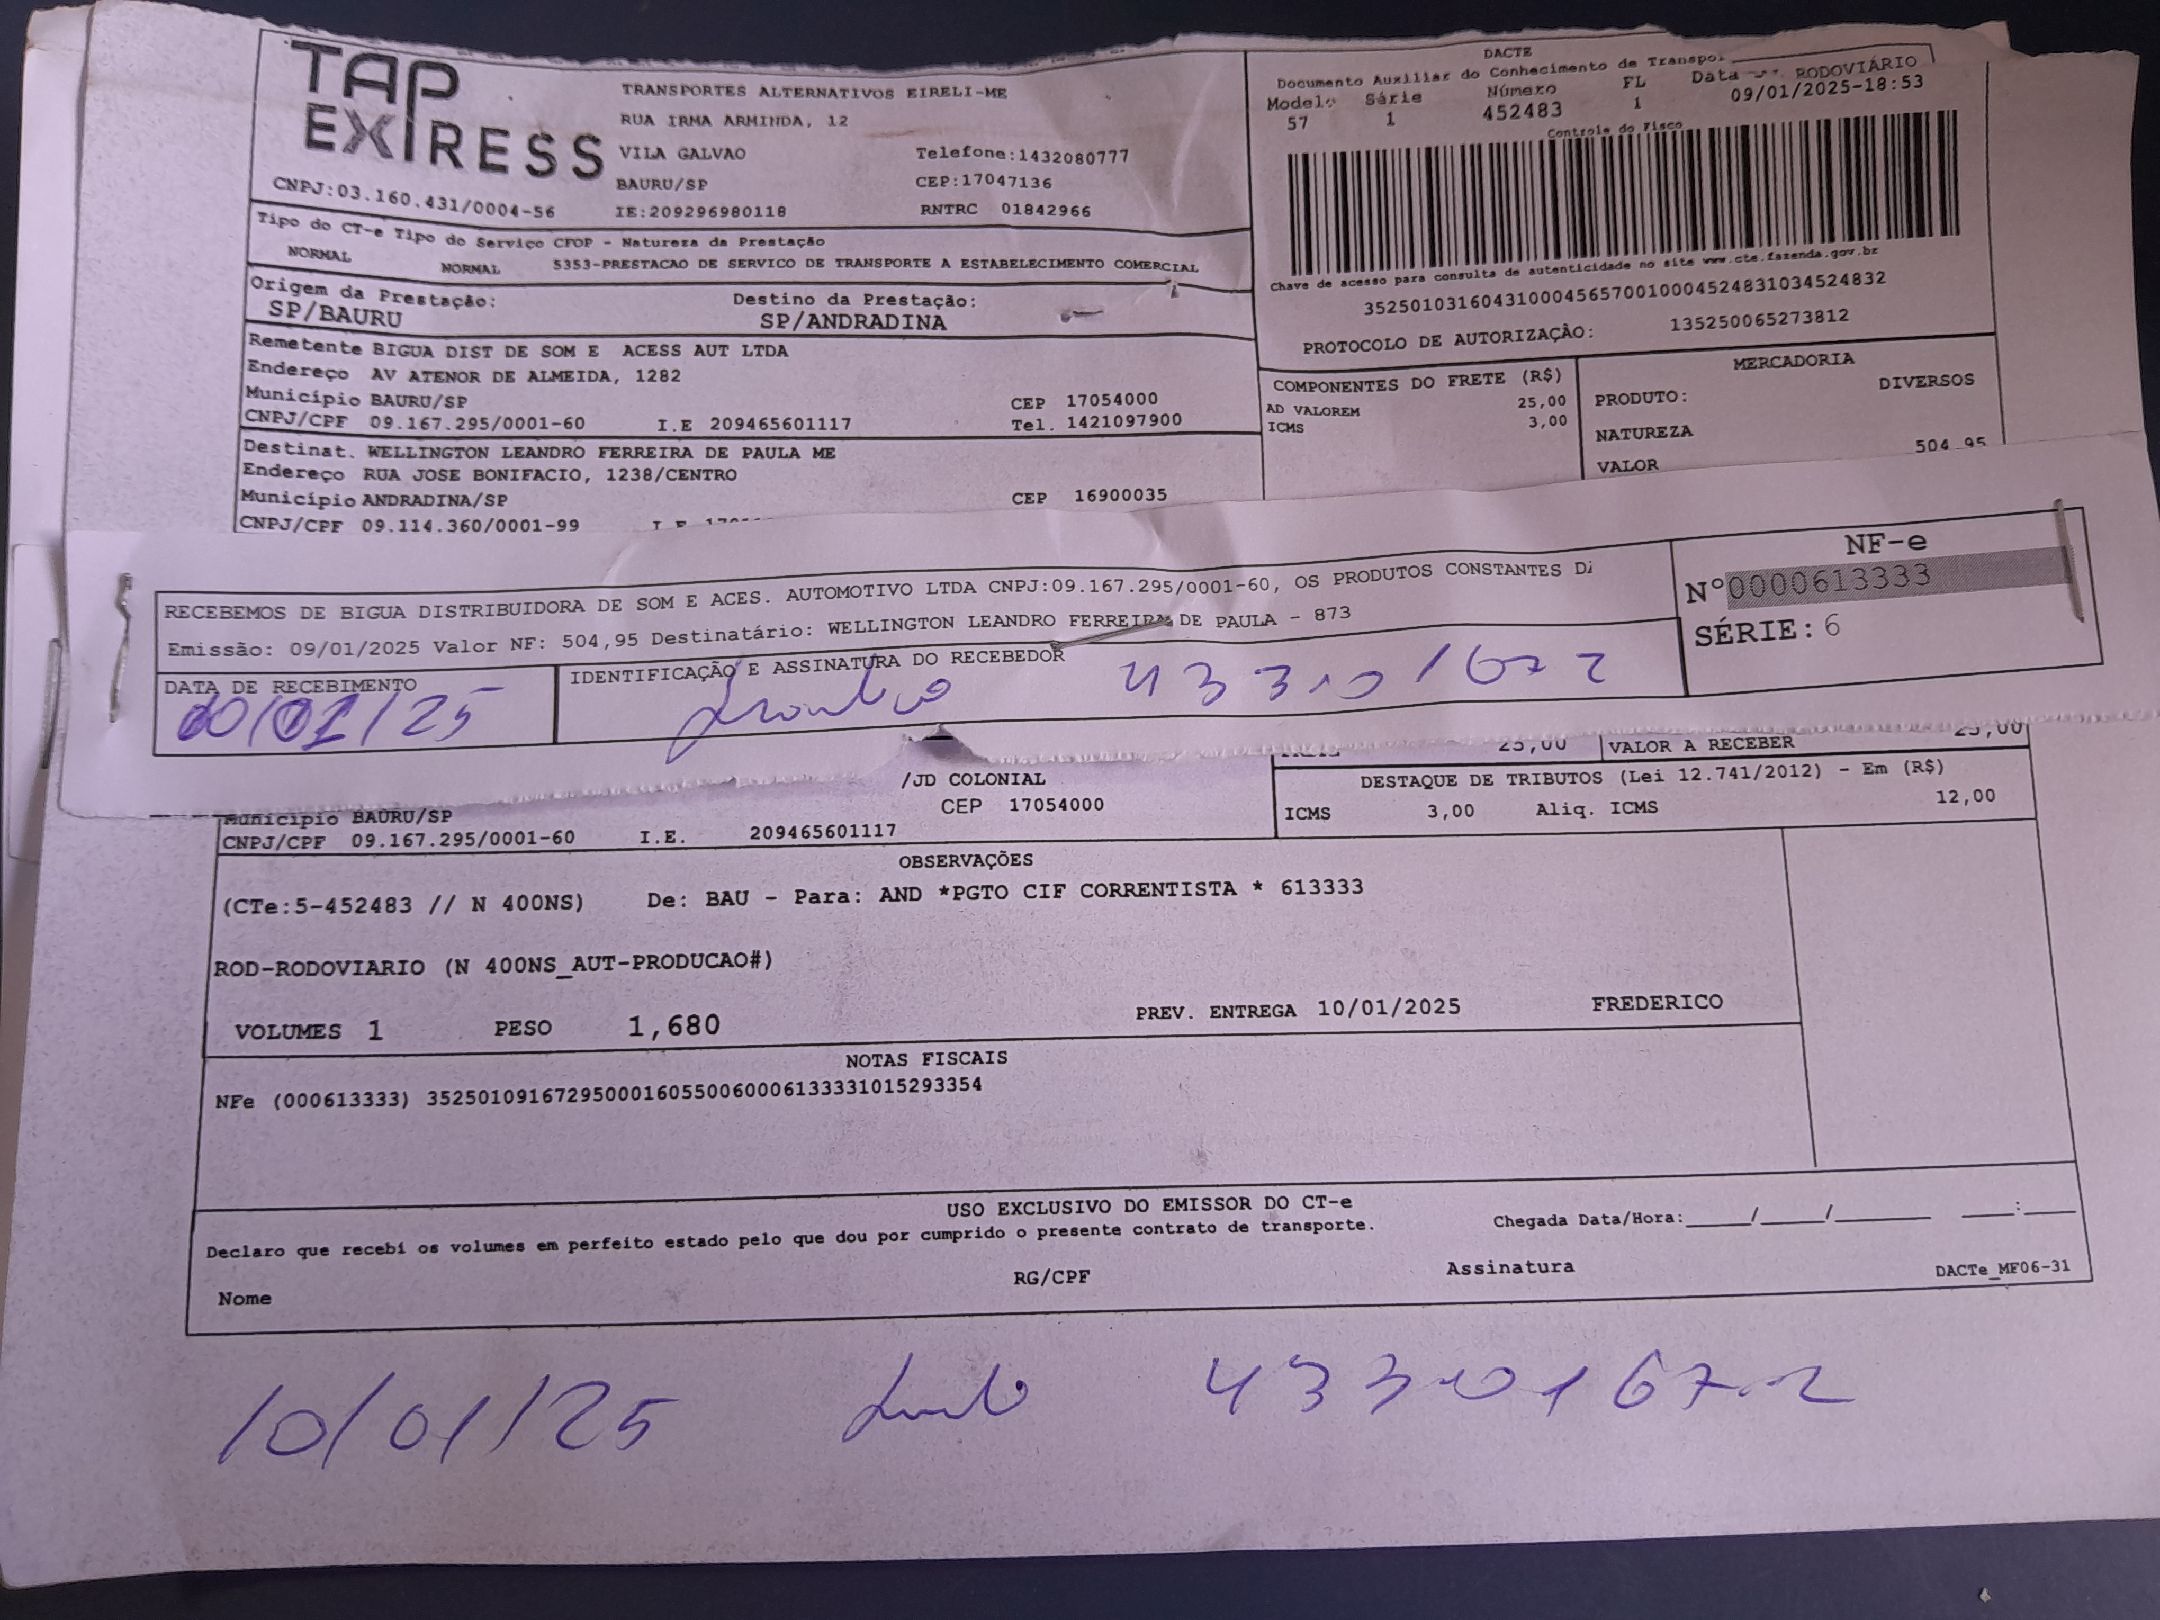 TAP
EXPRESS
CNPJ:03.160.431/0004-56
TRANSPORTES ALTERNATIVOS EIRELI-ME
RUA IRMA ARMINDA, 12
VILA GALVAO Telefone:1432080777
BAURU/SP CEP:17047136
IE:209296980118 RNTRC 01842966
DACTE
Documento Auxiliar do Conhecimento de
Modelo Série Número FL Data RODOVIÁRIO
57 1 452483 1 09/01/2025-18:53
Controle do Fisco
Chave de acesso para consulta de autenticidade no site www.cte.fazenda.gov.br
35250103160431000456570010004524831034524832
PROTOCOLO DE AUTORIZAÇÃO: 135250065273812
Tipo do CT-e Tipo do Serviço CFOP - Natureza da Prestação
NORMAL NORMAL 5353-PRESTACAO DE SERVICO DE TRANSPORTE A ESTABELECIMENTO COMERCIAL
Origem da Prestação: Destino da Prestação:
SP/BAURU SP/ANDRADINA
Remetente BIGUA DIST DE SOM E ACESS AUT LTDA
Endereço AV ATENOR DE ALMEIDA, 1282
Município BAURU/SP CEP 17054000
CNPJ/CPF 09.167.295/0001-60 I.E 209465601117 Tel. 1421097900
Destinat. WELLINGTON LEANDRO FERREIRA DE PAULA ME
Endereço RUA JOSE BONIFACIO, 1238/CENTRO
Município ANDRADINA/SP CEP 16900035
CNPJ/CPF 09.114.360/0001-99
COMPONENTES DO FRETE (R$)
AD VALOREM 25,00
ICMS 3,00
MERCADORIA
PRODUTO: DIVERSOS
NATUREZA
VALOR 504,95
RECEBEMOS DE BIGUA DISTRIBUIDORA DE SOM E ACES. AUTOMOTIVO LTDA CNPJ:09.167.295/0001-60, OS PRODUTOS CONSTANTES
Emissão: 09/01/2025 Valor NF: 504,95 Destinatário: WELLINGTON LEANDRO FERREIRA DE PAULA - 873
NF-e
Nº0000613333
SÉRIE:6
DATA DE RECEBIMENTO IDENTIFICAÇÃO E ASSINATURA DO RECEBEDOR
10/01/25 43301672
25,00 VALOR A RECEBER 25,00
/JD COLONIAL
CEP 17054000
Município BAURU/SP
CNPJ/CPF 09.167.295/0001-60 I.E. 209465601117
DESTAQUE DE TRIBUTOS (Lei 12.741/2012) - Em (R$)
ICMS 3,00 Aliq. ICMS 12,00
OBSERVAÇÕES
(CTe:5-452483 // N 400NS) De: BAU - Para: AND *PGTO CIF CORRENTISTA * 613333
ROD-RODOVIARIO (N 400NS_AUT-PRODUCAO#)
VOLUMES 1 PESO 1,680 PREV. ENTREGA 10/01/2025 FREDERICO
NOTAS FISCAIS
NFe (000613333) 35250109167295000160550060006133331015293354
USO EXCLUSIVO DO EMISSOR DO CT-e
Declaro que recebi os volumes em perfeito estado pelo que dou por cumprido o presente contrato de transporte. Chegada Data/Hora:____/____/______ ___:___
Nome RG/CPF Assinatura DACTe_MF06-31
10/01/25 43301672